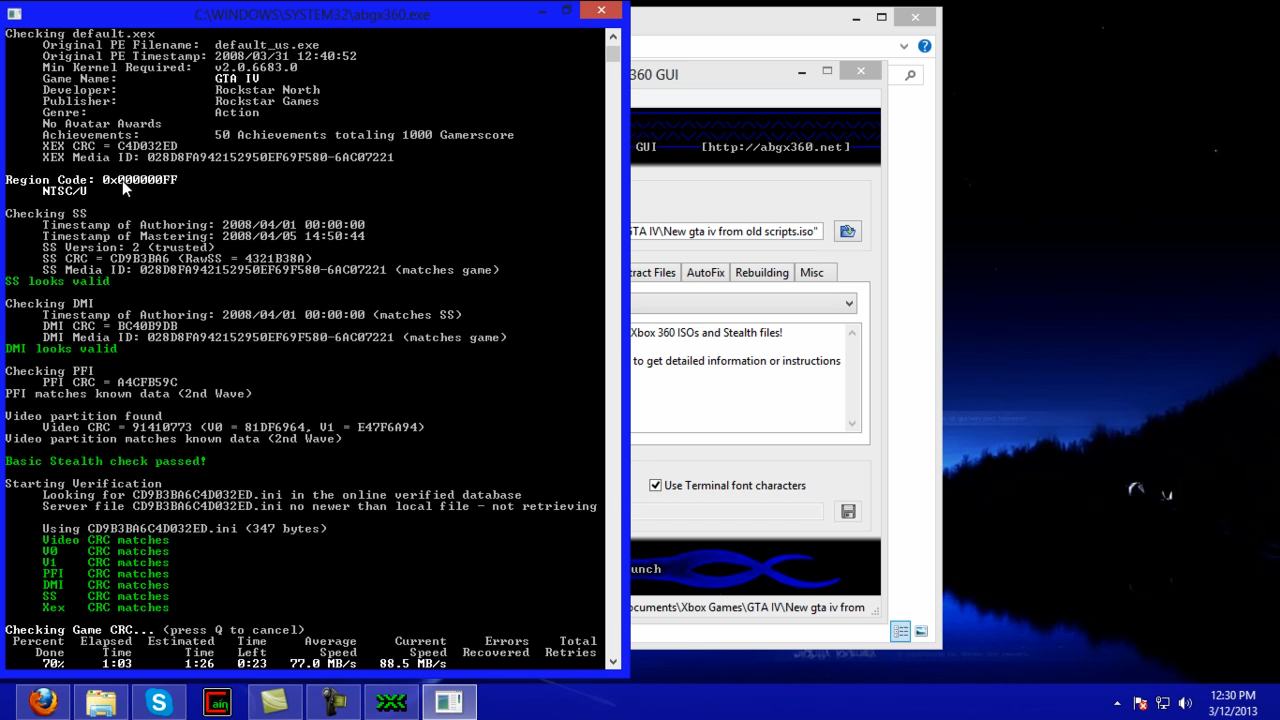 C:\WINDOWS\SYSTEM32\abgx360.exe
Checking default.xex
Original PE Filename: default_us.exe
Original PE Timestamp: 2008/03/31 12:40:52
Min Kernel Required: v2.0.6683.0
Game Name: GTA IV
Developer: Rockstar North
Publisher: Rockstar Games
Genre: Action
No Avatar Awards
Achievements: 50 Achievements totaling 1000 Gamerscore
XEX CRC = C4D032ED
XEX Media ID: 028D8FA942152950EF69F580-6AC07221
Region Code: 0x000000FF
NTSC/U
Checking SS
Timestamp of Authoring: 2008/04/01 00:00:00
Timestamp of Mastering: 2008/04/05 14:50:44
SS Version: 2 (trusted)
SS CRC = CD9B3BA6 (RawSS = 4321B38A)
SS Media ID: 028D8FA942152950EF69F580-6AC07221 (matches game)
SS looks valid
Checking DMI
Timestamp of Authoring: 2008/04/01 00:00:00 (matches SS)
DMI CRC = BC40B9DB
DMI Media ID: 028D8FA942152950EF69F580-6AC07221 (matches game)
DMI looks valid
Checking PFI
PFI CRC = A4CFB59C
PFI matches known data (2nd Wave)
Video partition found
Video CRC = 91410773 (V0 = 81DF6964, V1 = E47F6A94)
Video partition matches known data (2nd Wave)
Basic Stealth check passed!
Starting Verification
Looking for CD9B3BA6C4D032ED.ini in the online verified database
Server file CD9B3BA6C4D032ED.ini no newer than local file - not retrieving
Using CD9B3BA6C4D032ED.ini (347 bytes)
Video CRC matches
V0 CRC matches
V1 CRC matches
PFI CRC matches
DMI CRC matches
SS CRC matches
Xex CRC matches
Checking Game CRC... (press Q to cancel)
Percent Elapsed Estimated Time Average Current Errors Total
Done Time Time Left Speed Speed Recovered Retries
70% 1:03 1:26 0:23 77.0 MB/s 88.5 MB/s
360 GUI
GUI [http://abgx360.net]
GTA IV\New gta iv from old scripts.iso"
tract Files AutoFix Rebuilding Misc
Xbox 360 ISOs and Stealth files!
to get detailed information or instructions
Use Terminal font characters
unch
ocuments\Xbox Games\GTA IV\New gta iv from
Cain
12:30 PM
3/12/2013